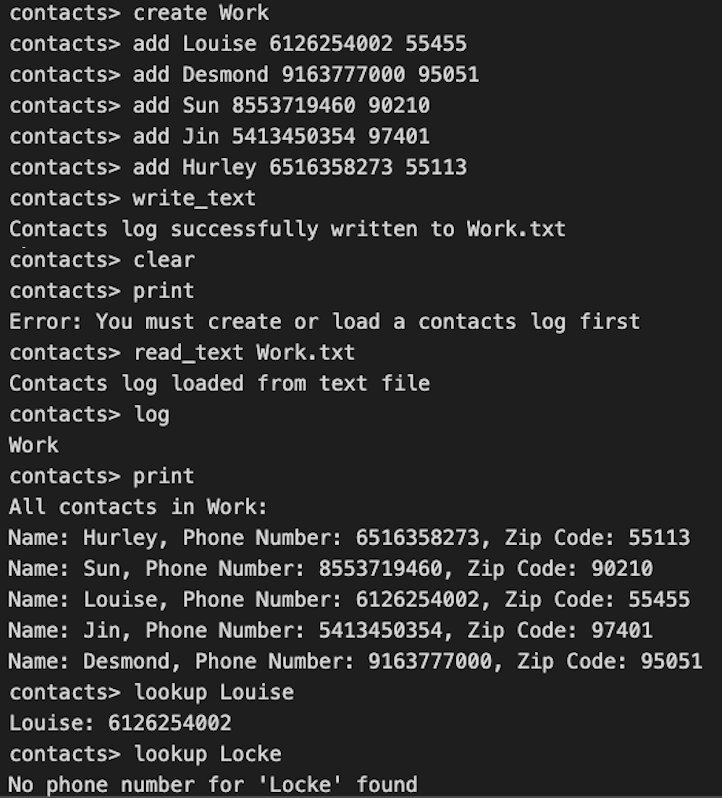 contacts> create Work
contacts> add Louise 6126254002 55455
contacts> add Desmond 9163777000 95051
contacts> add Sun 8553719460 90210
contacts> add Jin 5413450354 97401
contacts> add Hurley 6516358273 55113
contacts> write_text
Contacts log successfully written to Work.txt
contacts> clear
contacts> print
Error: You must create or load a contacts log first
contacts> read_text Work.txt
Contacts log loaded from text file
contacts> log
Work
contacts> print
All contacts in Work:
Name: Hurley, Phone Number: 6516358273, Zip Code: 55113
Name: Sun, Phone Number: 8553719460, Zip Code: 90210
Name: Louise, Phone Number: 6126254002, Zip Code: 55455
Name: Jin, Phone Number: 5413450354, Zip Code: 97401
Name: Desmond, Phone Number: 9163777000, Zip Code: 95051
contacts> lookup Louise
Louise: 6126254002
contacts> lookup Locke
No phone number for 'Locke' found